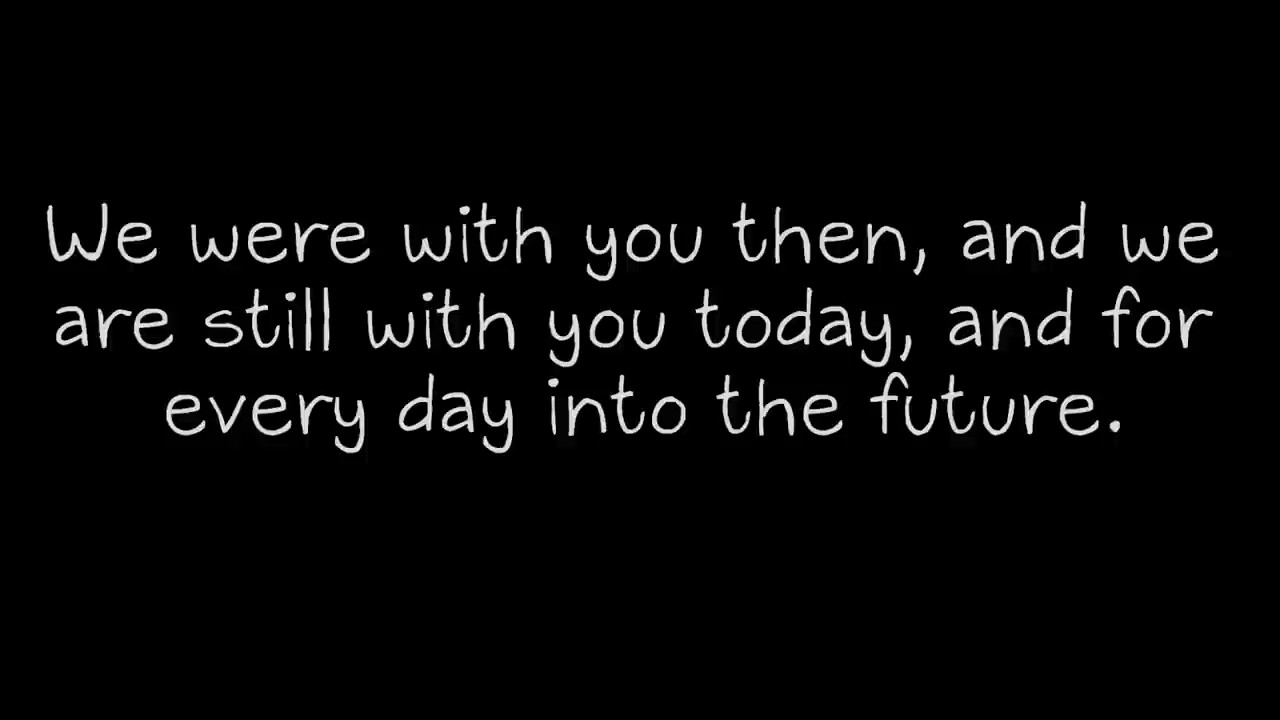 We were with you then, and we
are still with you today, and for
every day into the future.